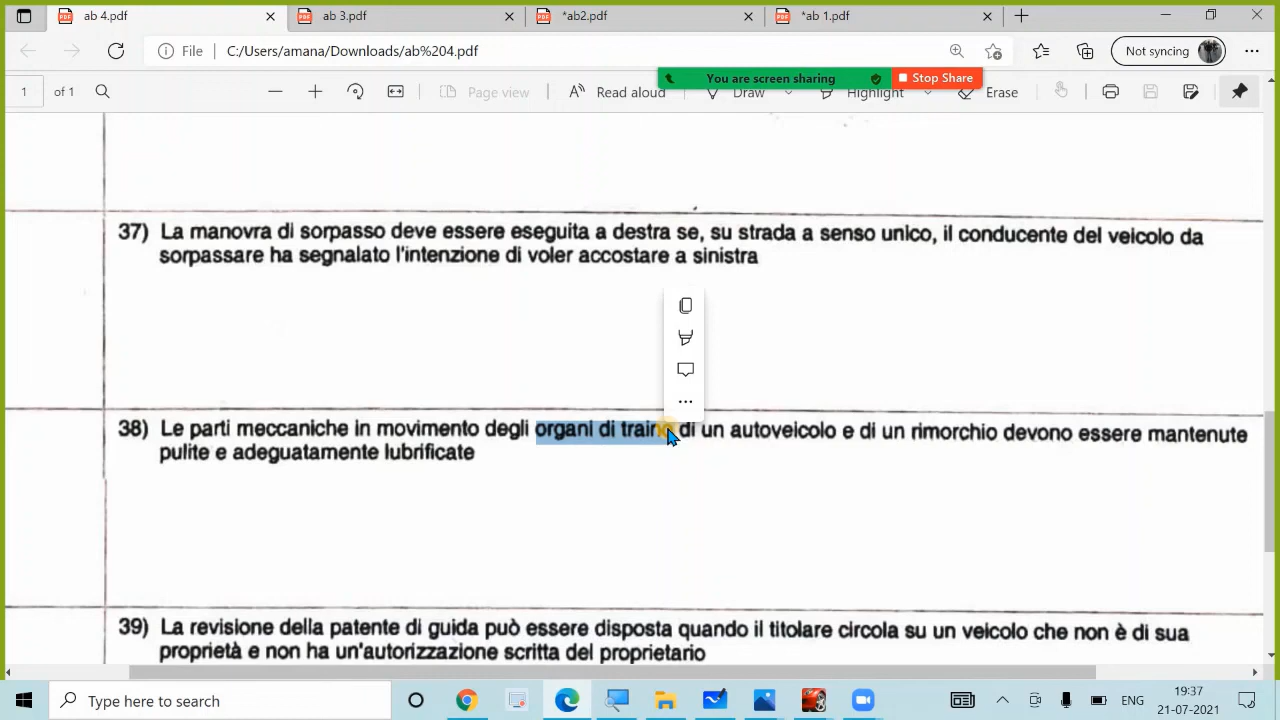 ab 4.pdf
ab 3.pdf
*ab2.pdf
*ab 1.pdf
File
C:/Users/amana/Downloads/ab%204.pdf
Not syncing
You are screen sharing
Stop Share
1 of 1
Page view
Read aloud
Draw
Highlight
Erase
37) La manovra di sorpasso deve essere eseguita a destra se, su strada a senso unico, il conducente del veicolo da
sorpassare ha segnalato l'intenzione di voler accostare a sinistra
38) Le parti meccaniche in movimento degli organi di traino di un autoveicolo e di un rimorchio devono essere mantenute
pulite e adeguatamente lubrificate
39) La revisione della patente di guida può essere disposta quando il titolare circola su un veicolo che non è di sua
proprietà e non ha un'autorizzazione scritta del proprietario
Type here to search
ENG
19:37
21-07-2021